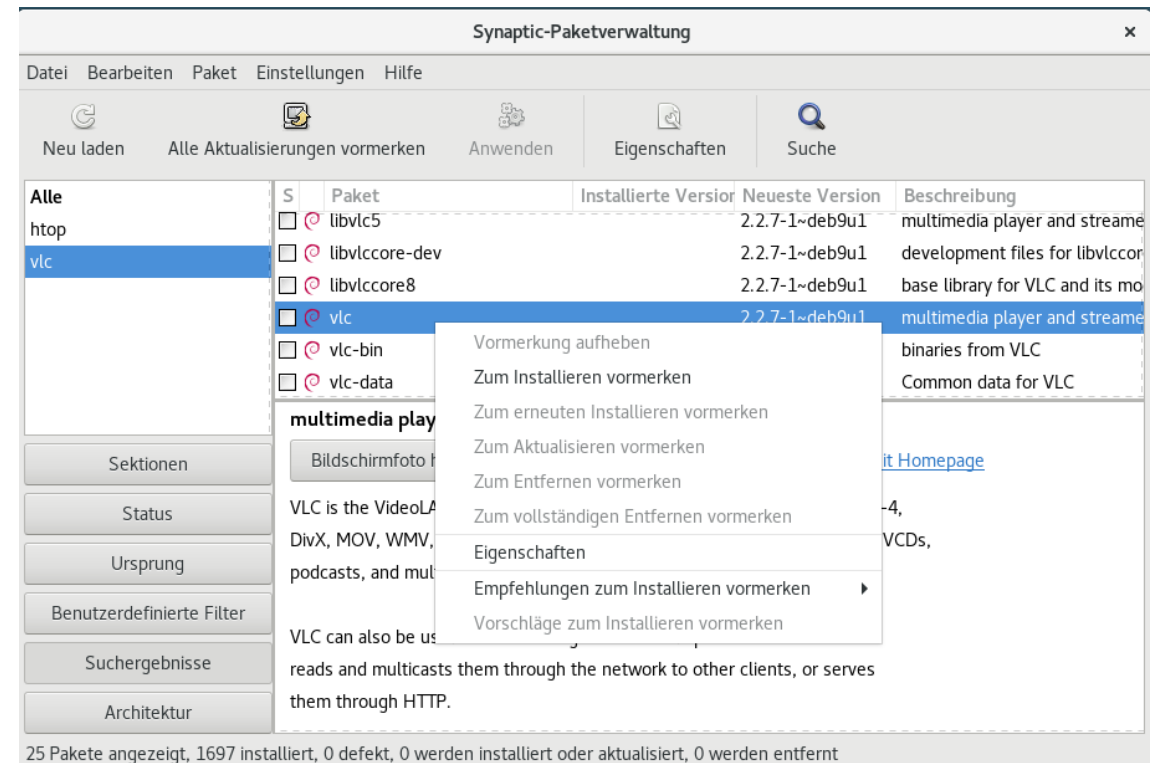 Synaptic-Paketverwaltung
Datei Bearbeiten Paket Einstellungen Hilfe
Neu laden Alle Aktualisierungen vormerken Anwenden Eigenschaften Suche
Alle
htop
vlc
S Paket Installierte Version Neueste Version Beschreibung
libvlc5 2.2.7-1~deb9u1 multimedia player and streame
libvlccore-dev 2.2.7-1~deb9u1 development files for libvlccor
libvlccore8 2.2.7-1~deb9u1 base library for VLC and its mo
vlc 2.2.7-1~deb9u1 multimedia player and streame
vlc-bin binaries from VLC
vlc-data Common data for VLC
Vormerkung aufheben
Zum Installieren vormerken
Zum erneuten Installieren vormerken
Zum Aktualisieren vormerken
Zum Entfernen vormerken
Zum vollständigen Entfernen vormerken
Eigenschaften
Empfehlungen zum Installieren vormerken
Vorschläge zum Installieren vormerken
multimedia play
Bildschirmfoto it Homepage
VLC is the VideoLA -4,
DivX, MOV, WMV, VCDs,
podcasts, and mul
VLC can also be us
reads and multicasts them through the network to other clients, or serves
them through HTTP.
Sektionen
Status
Ursprung
Benutzerdefinierte Filter
Suchergebnisse
Architektur
25 Pakete angezeigt, 1697 installiert, 0 defekt, 0 werden installiert oder aktualisiert, 0 werden entfernt